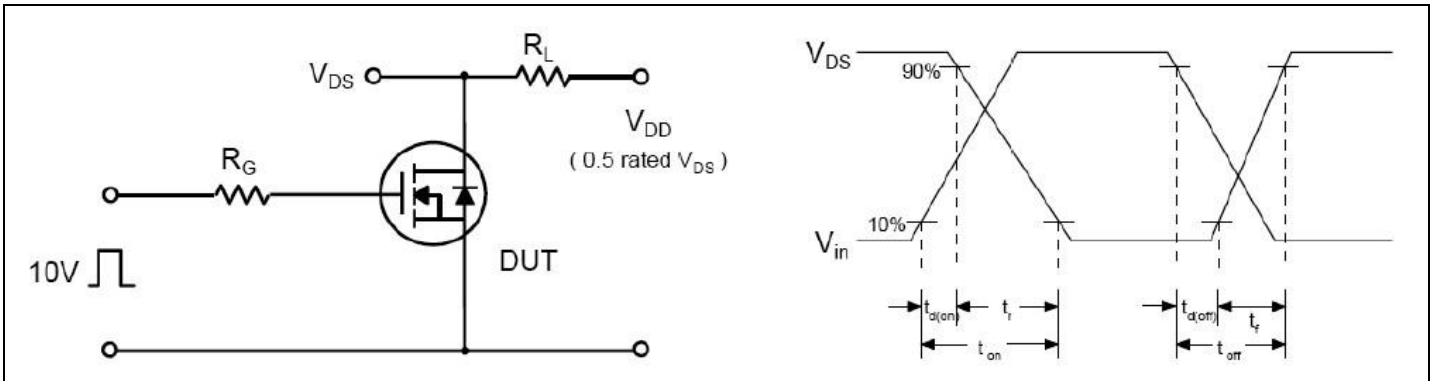 R_L
V_DS
V_DD
( 0.5 rated V_DS )
R_G
10V
DUT
V_DS
90%
10%
V_in
t_d(on)
t_r
t_d(off)
t_f
t_on
t_off